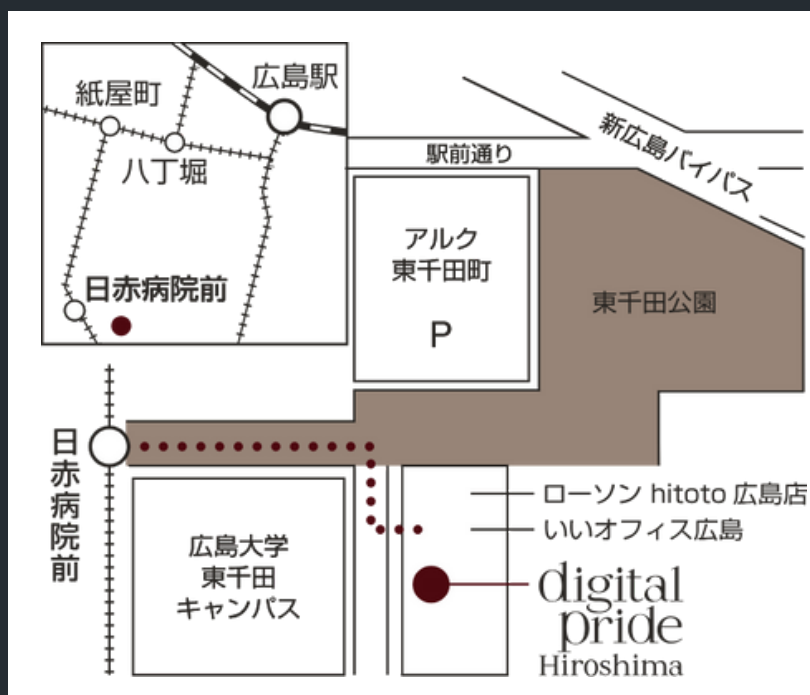 広島駅
紙屋町
八丁堀
日赤病院前
駅前通り
新広島バイパス
アルク
東千田町
P
東千田公園
日赤病院前
広島大学
東千田
キャンパス
ローソン hitoto 広島店
いいオフィス広島
digital
pride
Hiroshima